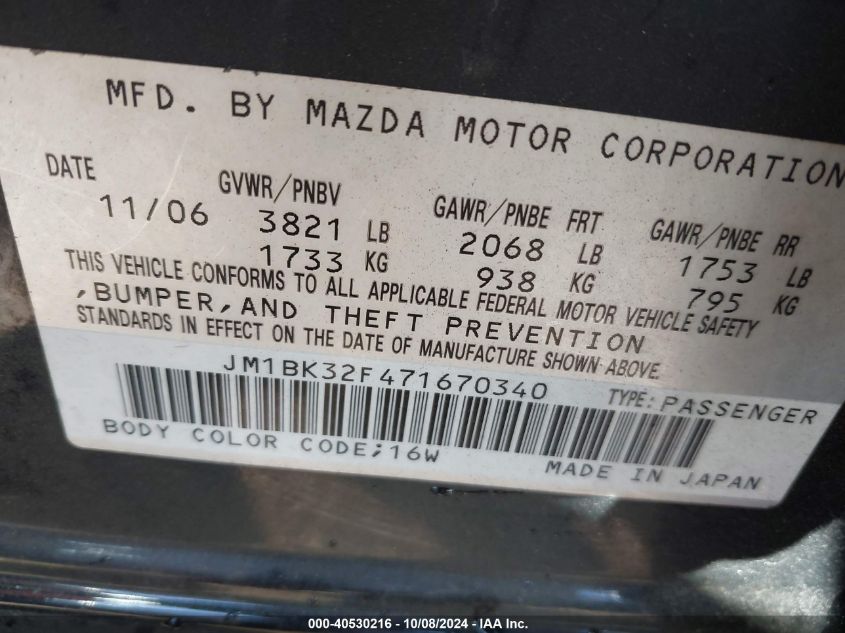 MFD. BY MAZDA MOTOR CORPORATION
DATE GVWR/PNBV GAWR/PNBE FRT GAWR/PNBE RR
11/06 3821 LB 2068 LB 1753 LB
1733 KG 938 KG 795 KG
THIS VEHICLE CONFORMS TO ALL APPLICABLE FEDERAL MOTOR VEHICLE SAFETY
,BUMPER,AND THEFT PREVENTION
STANDARDS IN EFFECT ON THE DATE OF MANUFACTURE SHOWN ABOVE
JM1BK32F471670340 TYPE: PASSENGER
BODY COLOR CODE;16W MADE IN JAPAN
000-40530216 - 10/08/2024 - IAA Inc.